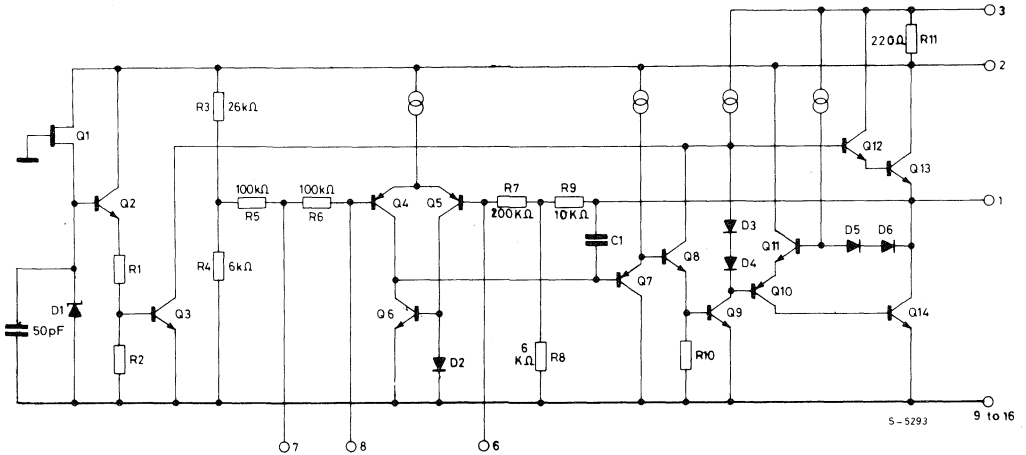 3
220Ω R11
2
R3 26kΩ
Q1
Q12
Q13
100kΩ 100kΩ R7 R9
Q2 R5 R6 Q4 Q5 200KΩ 10KΩ 1
C1 D3 Q11 D5 D6
R1 R4 6kΩ Q8 D4
Q7 Q10
D1 Q3 Q6 Q9 Q14
50pF
R2 D2 6KΩ R8 R10
S-5293 9 to 16
7 8 6